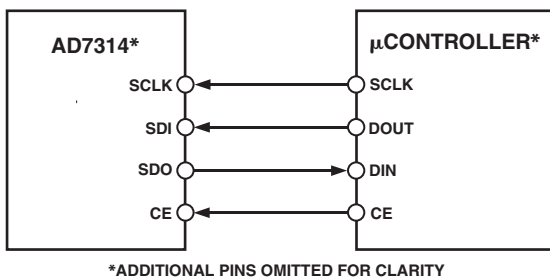 AD7314*
µCONTROLLER*
SCLK
SCLK
SDI
DOUT
SDO
DIN
CE
CE
*ADDITIONAL PINS OMITTED FOR CLARITY